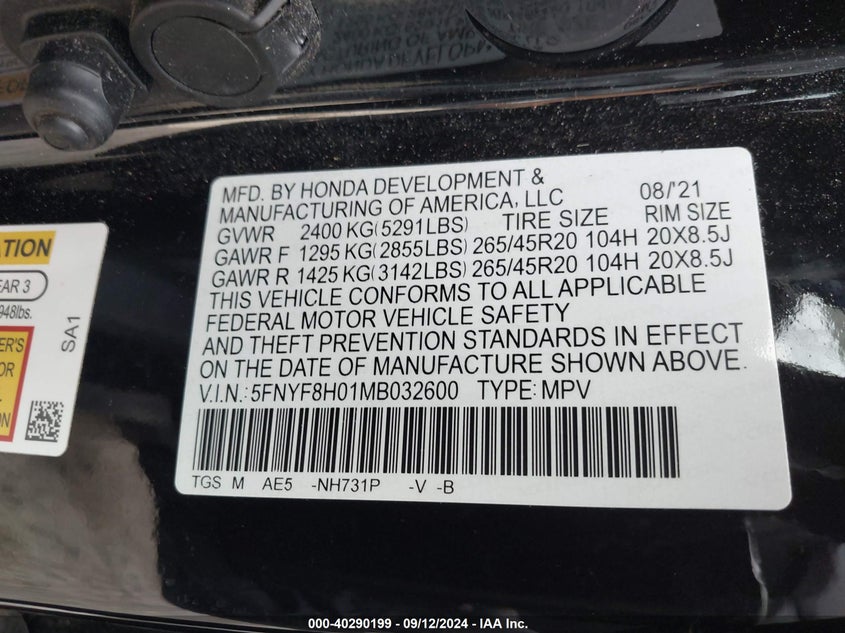 MFD. BY HONDA DEVELOPMENT & 08/'21
MANUFACTURING OF AMERICA, LLC
GVWR 2400 KG(5291LBS) TIRE SIZE RIM SIZE
GAWR F 1295 KG(2855LBS) 265/45R20 104H 20X8.5J
GAWR R 1425 KG(3142LBS) 265/45R20 104H 20X8.5J
THIS VEHICLE CONFORMS TO ALL APPLICABLE
FEDERAL MOTOR VEHICLE SAFETY
AND THEFT PREVENTION STANDARDS IN EFFECT
ON THE DATE OF MANUFACTURE SHOWN ABOVE.
V.I.N.: 5FNYF8H01MB032600 TYPE: MPV
TGS M AE5 -NH731P -V -B
EAR 3
948lbs.
SA1
000-40290199 - 09/12/2024 - IAA Inc.